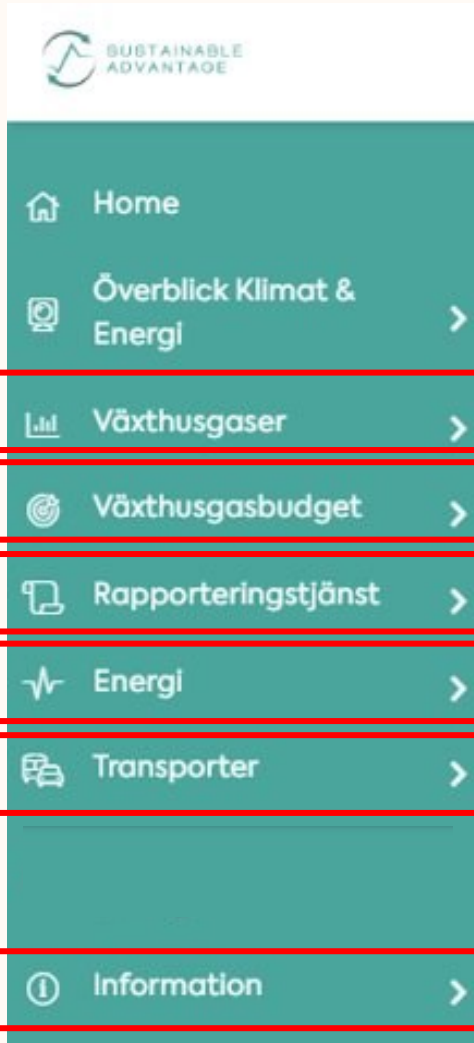 SUSTAINABLE
ADVANTAGE
Home
Överblick Klimat &
Energi
Växthusgaser
Växthusgasbudget
Rapporteringstjänst
Energi
Transporter
Information